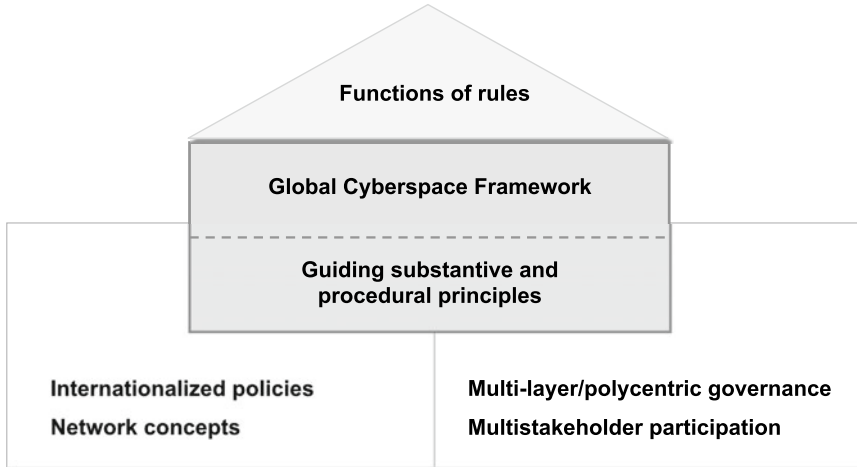 Functions of rules
Global Cyberspace Framework
Guiding substantive and
procedural principles
Internationalized policies
Network concepts
Multi-layer/polycentric governance
Multistakeholder participation